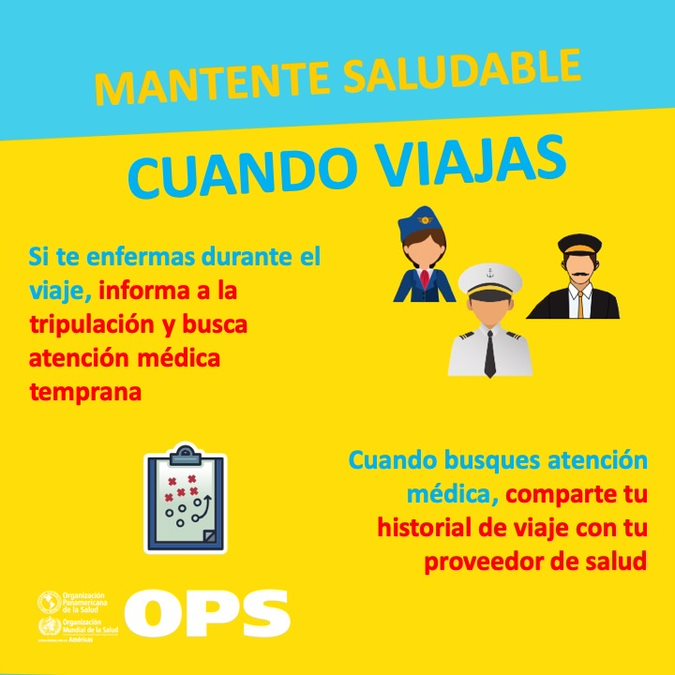 MANTENTE SALUDABLE
CUANDO VIAJAS
Si te enfermas durante el
viaje, informa a la
tripulación y busca
atención médica
temprana
Cuando busques atención
médica, comparte tu
historial de viaje con tu
proveedor de salud
Organización
Panamericana
de la Salud
Organización
Mundial de la Salud
Américas
OPS